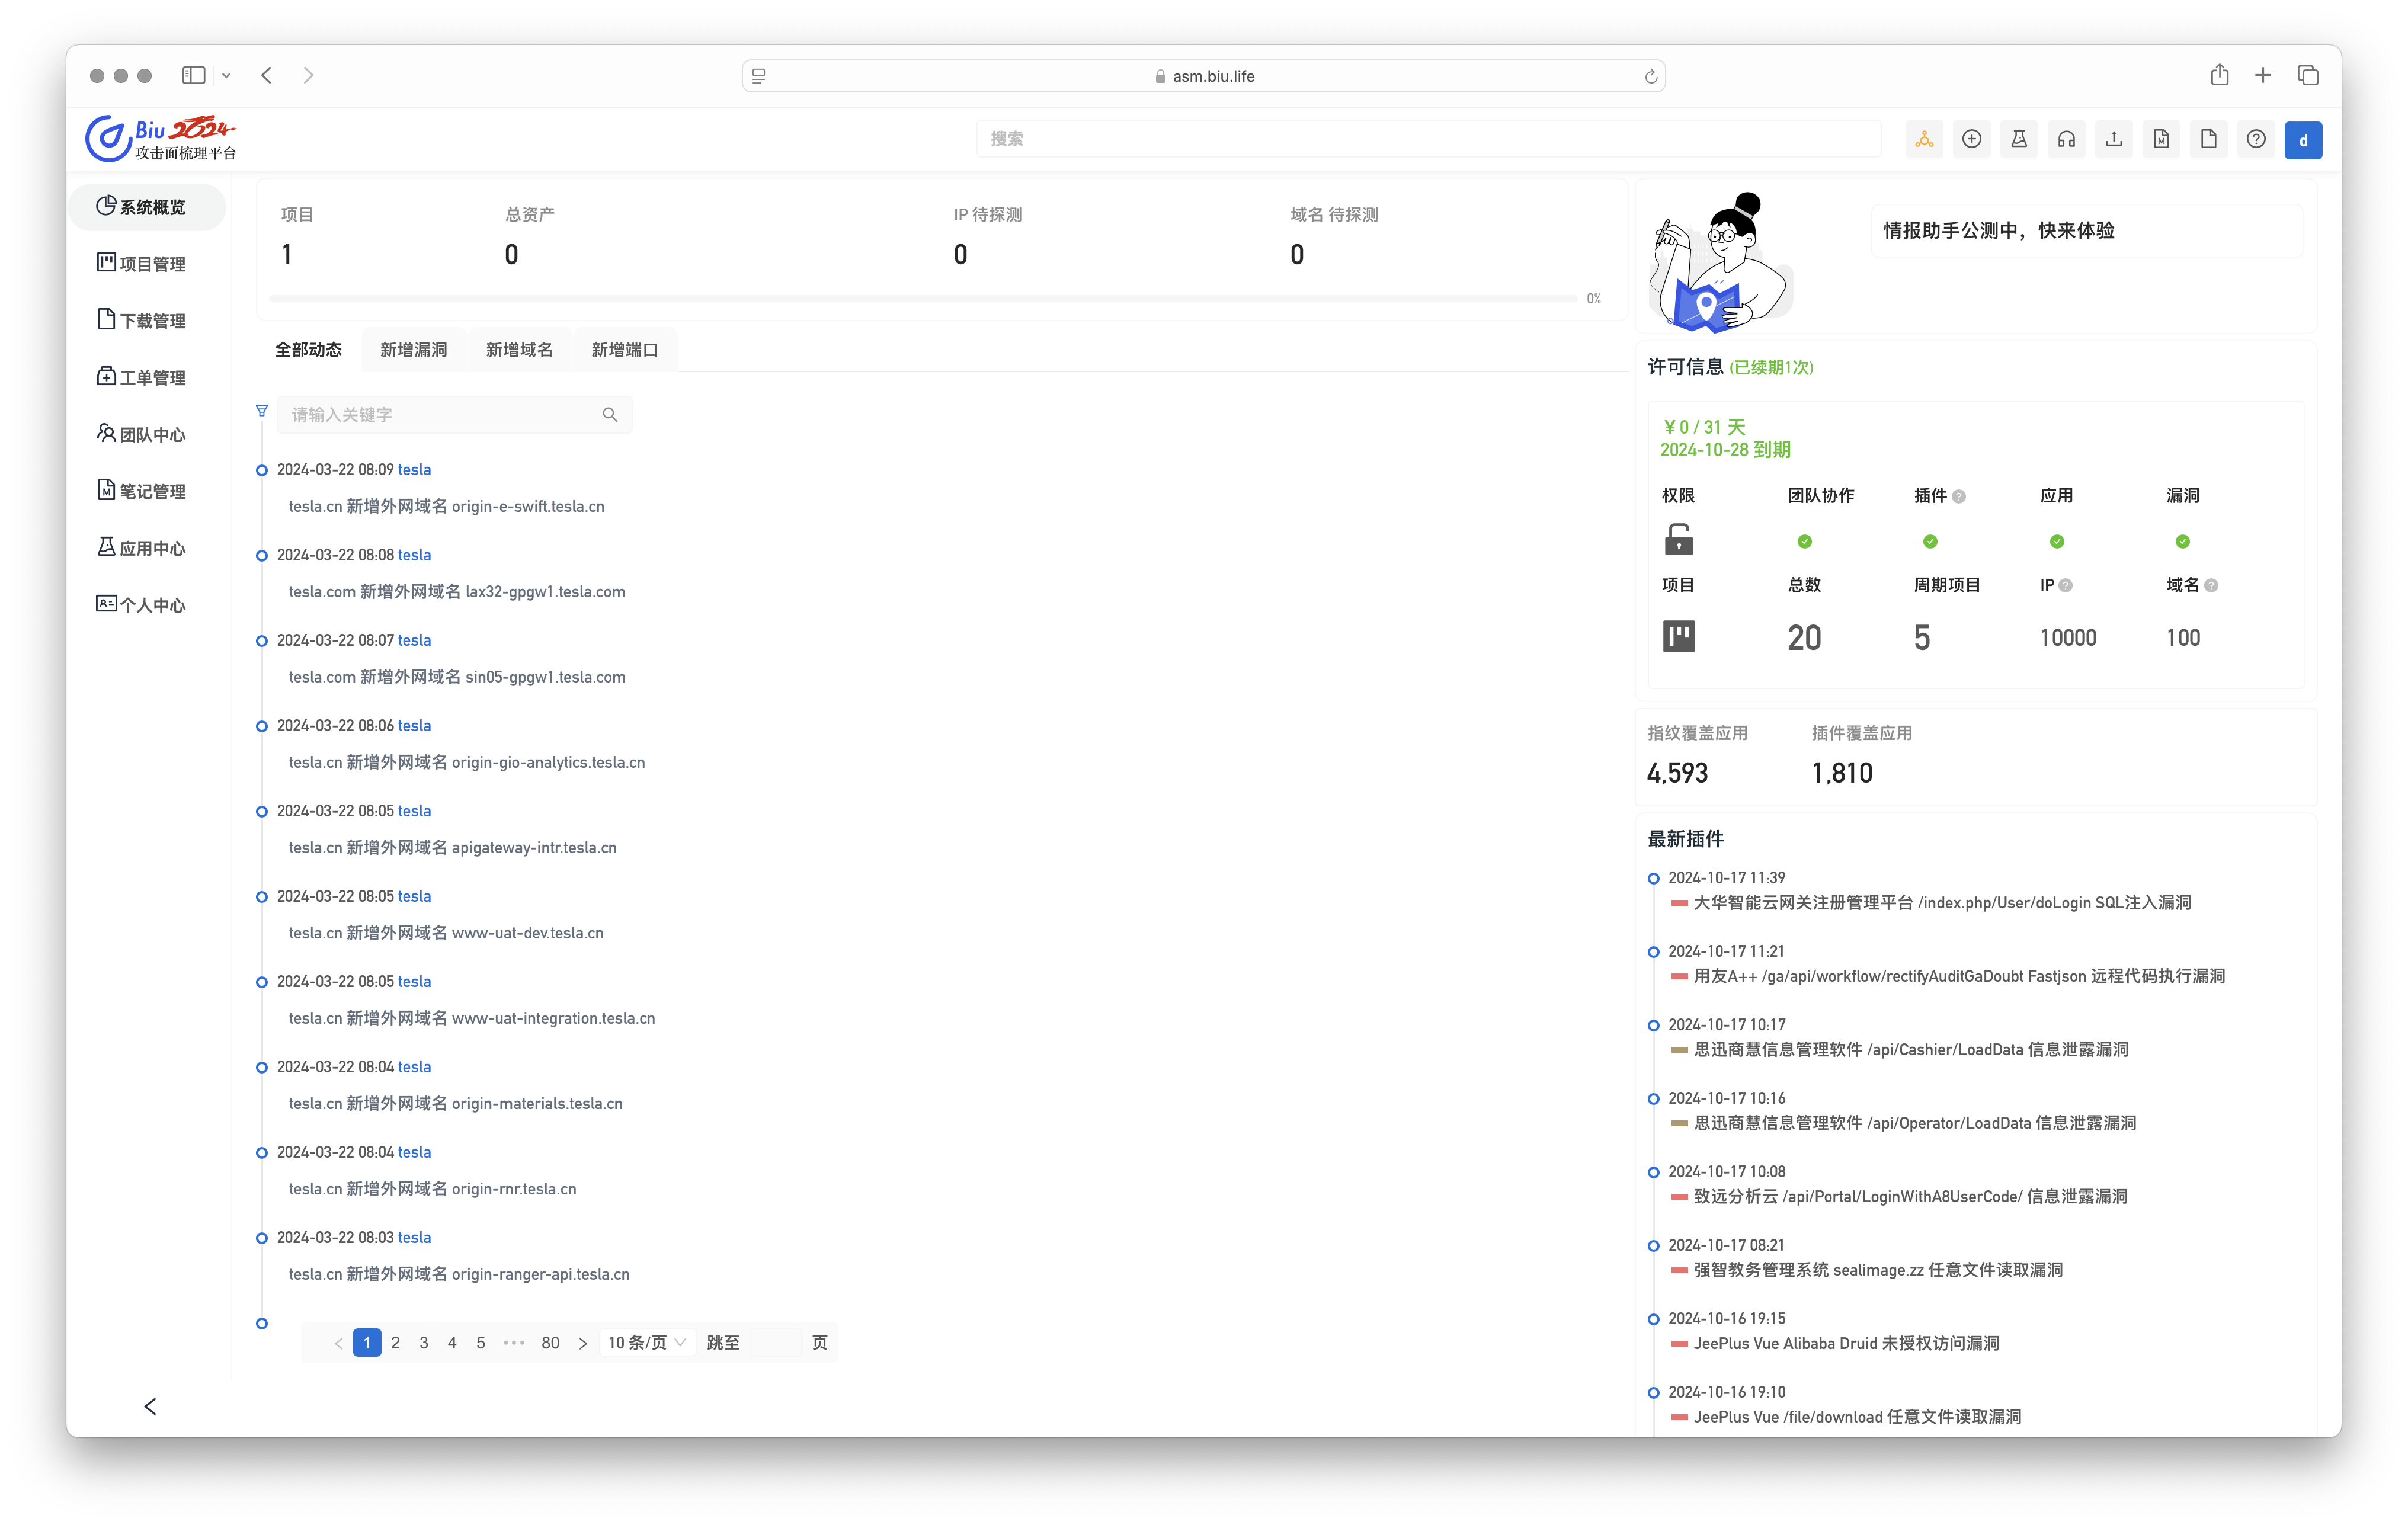 asm.biu.life
Biu 2024
攻击面梳理平台
搜索
d
系统概览
项目管理
下载管理
工单管理
团队中心
笔记管理
应用中心
个人中心
项目 总资产 IP 待探测 域名 待探测
1 0 0 0
0%
全部动态 新增漏洞 新增域名 新增端口
请输入关键字
2024-03-22 08:09 tesla
tesla.cn 新增外网域名 origin-e-swift.tesla.cn
2024-03-22 08:08 tesla
tesla.com 新增外网域名 lax32-gpgw1.tesla.com
2024-03-22 08:07 tesla
tesla.com 新增外网域名 sin05-gpgw1.tesla.com
2024-03-22 08:06 tesla
tesla.cn 新增外网域名 origin-gio-analytics.tesla.cn
2024-03-22 08:05 tesla
tesla.cn 新增外网域名 apigateway-intr.tesla.cn
2024-03-22 08:05 tesla
tesla.cn 新增外网域名 www-uat-dev.tesla.cn
2024-03-22 08:05 tesla
tesla.cn 新增外网域名 www-uat-integration.tesla.cn
2024-03-22 08:04 tesla
tesla.cn 新增外网域名 origin-materials.tesla.cn
2024-03-22 08:04 tesla
tesla.cn 新增外网域名 origin-rnr.tesla.cn
2024-03-22 08:03 tesla
tesla.cn 新增外网域名 origin-ranger-api.tesla.cn
< 1 2 3 4 5 ••• 80 > 10 条/页 跳至 页
情报助手公测中，快来体验
许可信息 (已续期1次)
￥0 / 31 天
2024-10-28 到期
权限 团队协作 插件 应用 漏洞
项目 总数 周期项目 IP 域名
20 5 10000 100
指纹覆盖应用 插件覆盖应用
4,593 1,810
最新插件
2024-10-17 11:39
大华智能云网关注册管理平台 /index.php/User/doLogin SQL注入漏洞
2024-10-17 11:21
用友A++ /ga/api/workflow/rectifyAuditGaDoubt Fastjson 远程代码执行漏洞
2024-10-17 10:17
思迅商慧信息管理软件 /api/Cashier/LoadData 信息泄露漏洞
2024-10-17 10:16
思迅商慧信息管理软件 /api/Operator/LoadData 信息泄露漏洞
2024-10-17 10:08
致远分析云 /api/Portal/LoginWithA8UserCode/ 信息泄露漏洞
2024-10-17 08:21
强智教务管理系统 sealimage.zz 任意文件读取漏洞
2024-10-16 19:15
JeePlus Vue Alibaba Druid 未授权访问漏洞
2024-10-16 19:10
JeePlus Vue /file/download 任意文件读取漏洞